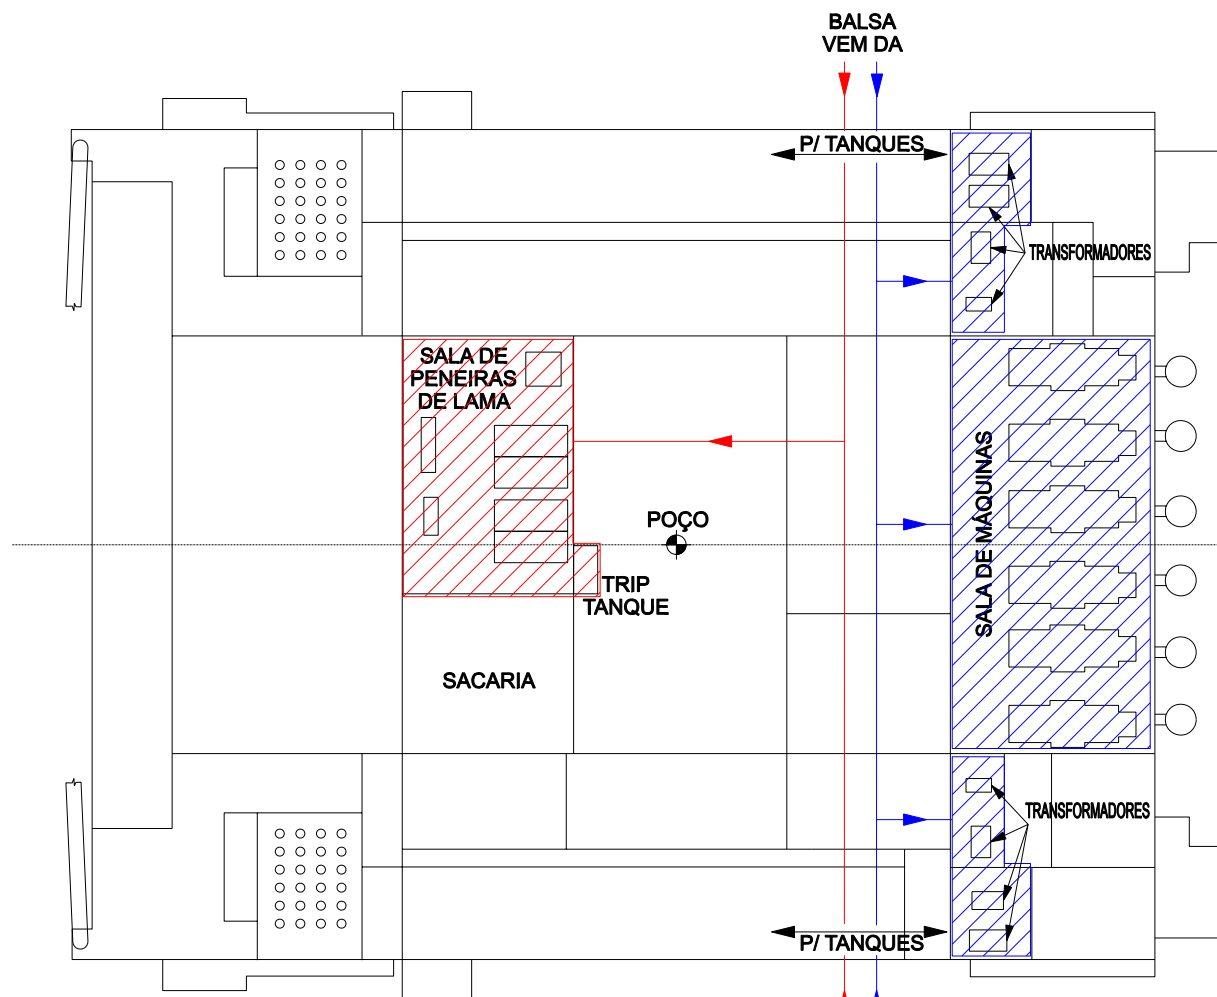 BALSA
VEM DA
P/ TANQUES
TRANSFORMADORES
SALA DE
PENEIRAS
DE LAMA
SALA DE MÁQUINAS
POÇO
TRIP
TANQUE
SACARIA
TRANSFORMADORES
P/ TANQUES